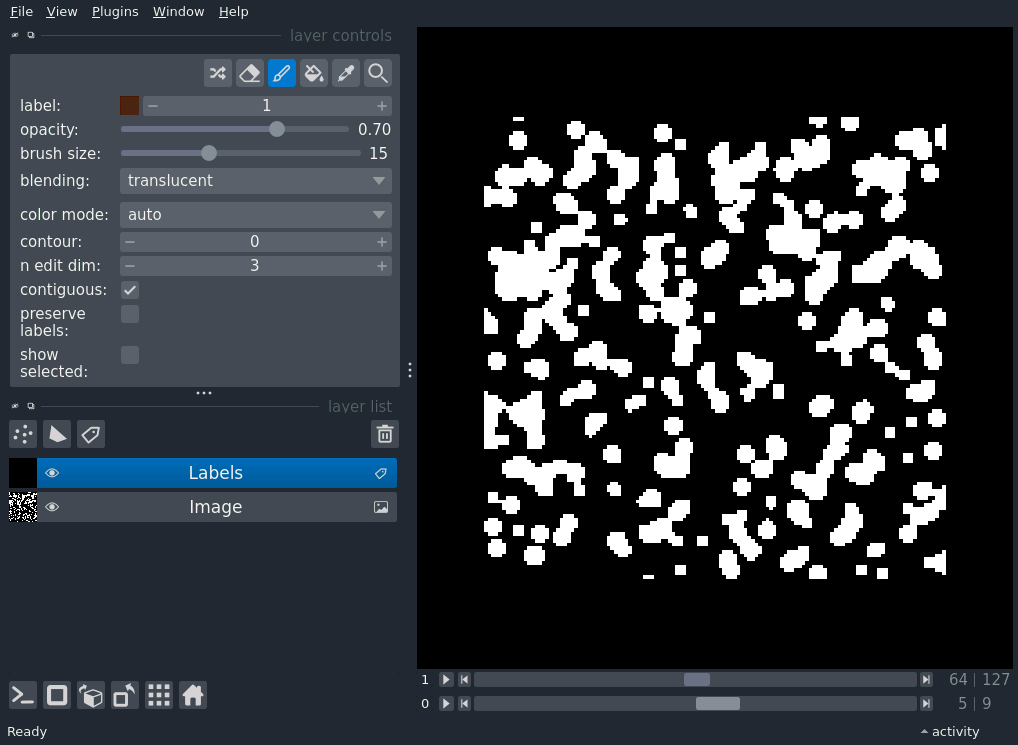 File View Plugins Window Help
layer controls
label: 1
opacity: 0.70
brush size: 15
blending: translucent
color mode: auto
contour: 0
n edit dim: 3
contiguous:
preserve
labels:
show
selected:
layer list
Labels
Image
1 64 | 127
0 5 | 9
Ready activity